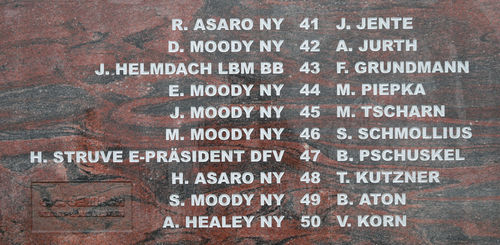 R. ASARO NY 41 J. JENTE
D. MOODY NY 42 A. JURTH
J. HELMDACH LBM BB 43 F. GRUNDMANN
E. MOODY NY 44 M. PIEPKA
J. MOODY NY 45 M. TSCHARN
M. MOODY NY 46 S. SCHMOLLIUS
H. STRUVE E-PRÄSIDENT DFV 47 B. PSCHUSKEL
H. ASARO NY 48 T. KUTZNER
S. MOODY NY 49 B. ATON
A. HEALEY NY 50 V. KORN